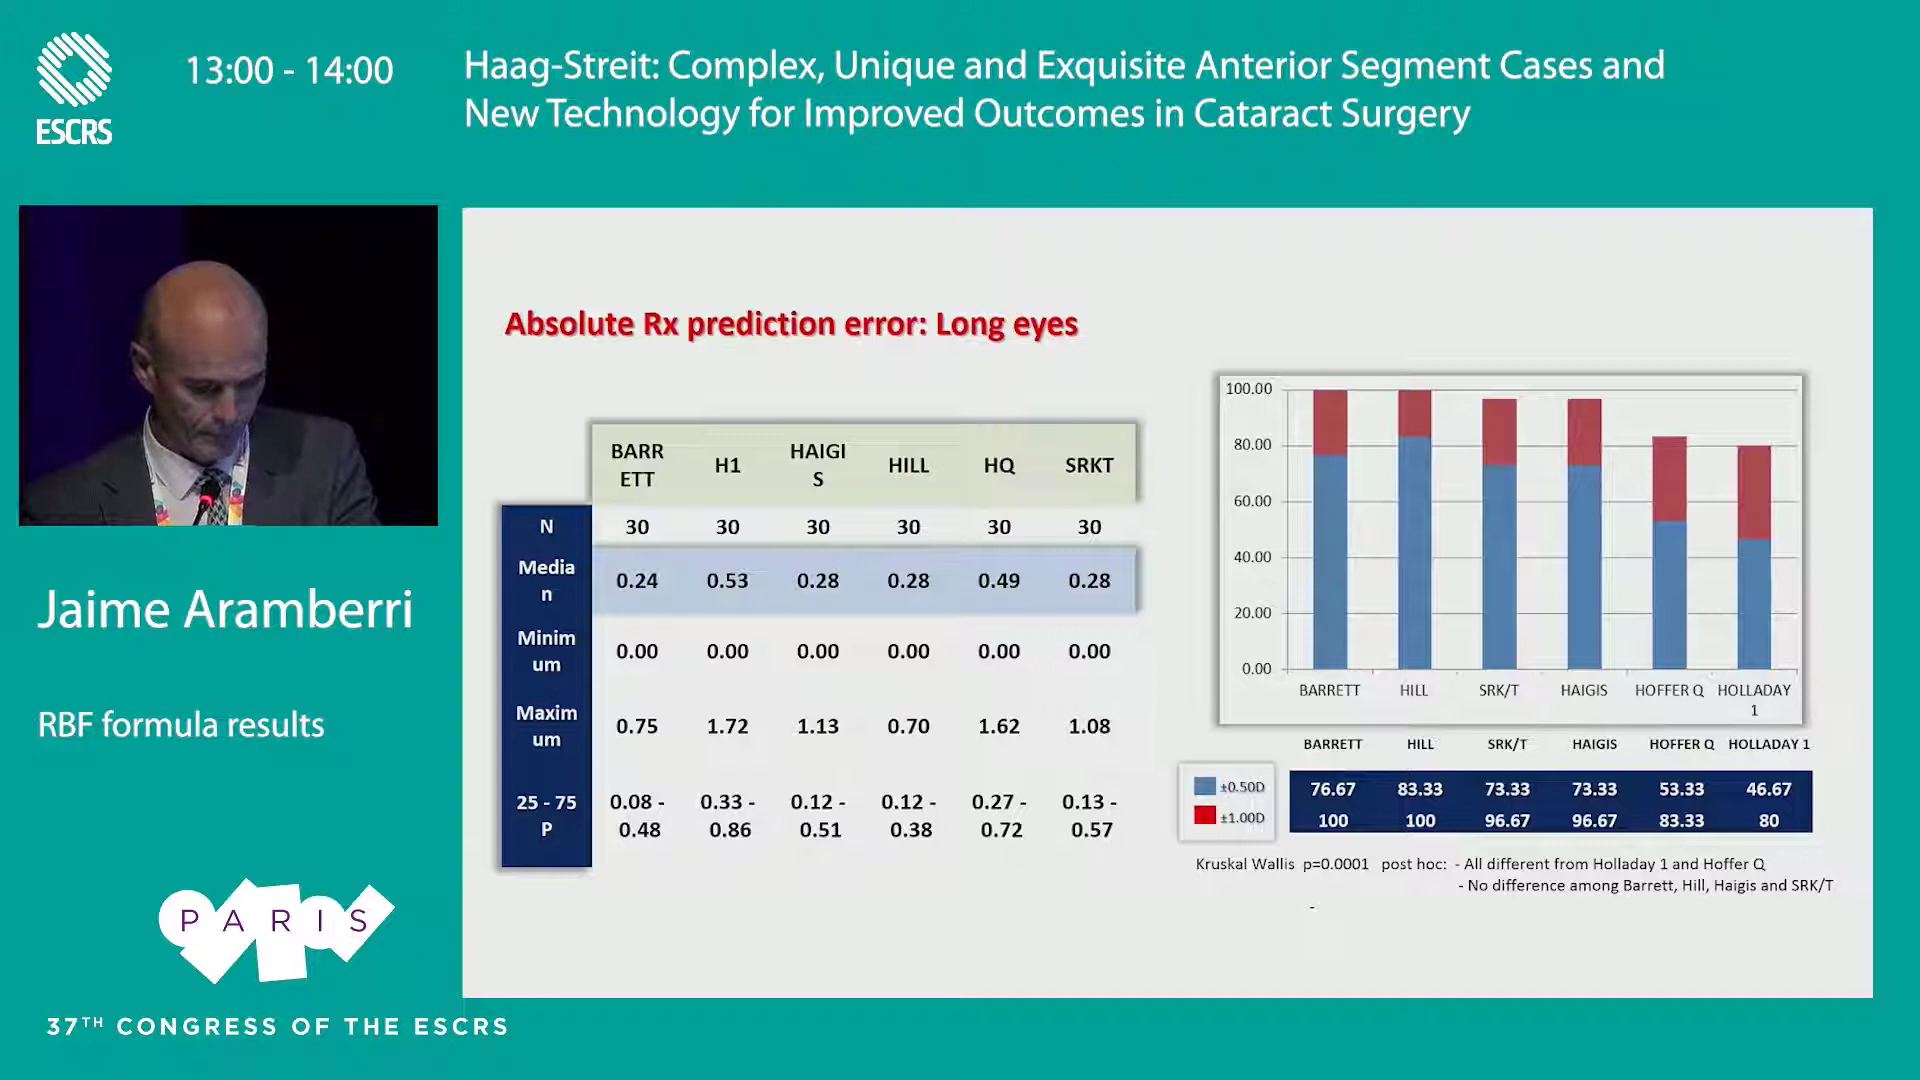 ESCRS
13:00 - 14:00
Haag-Streit: Complex, Unique and Exquisite Anterior Segment Cases and
New Technology for Improved Outcomes in Cataract Surgery
Jaime Aramberri
RBF formula results
PARIS
37TH CONGRESS OF THE ESCRS
Absolute Rx prediction error: Long eyes
BARR
ETT
H1
HAIGI
S
HILL
HQ
SRKT
N 30 30 30 30 30 30
Media
n
0.24 0.53 0.28 0.28 0.49 0.28
Minim
um
0.00 0.00 0.00 0.00 0.00 0.00
Maxim
um
0.75 1.72 1.13 0.70 1.62 1.08
25 - 75
P
0.08 -
0.48
0.33 -
0.86
0.12 -
0.51
0.12 -
0.38
0.27 -
0.72
0.13 -
0.57
100.00
80.00
60.00
40.00
20.00
0.00
BARRETT HILL SRK/T HAIGIS HOFFER Q HOLLADAY
1
BARRETT HILL SRK/T HAIGIS HOFFER Q HOLLADAY 1
±0.50D 76.67 83.33 73.33 73.33 53.33 46.67
±1.00D 100 100 96.67 96.67 83.33 80
Kruskal Wallis p=0.0001 post hoc: - All different from Holladay 1 and Hoffer Q
- No difference among Barrett, Hill, Haigis and SRK/T
-